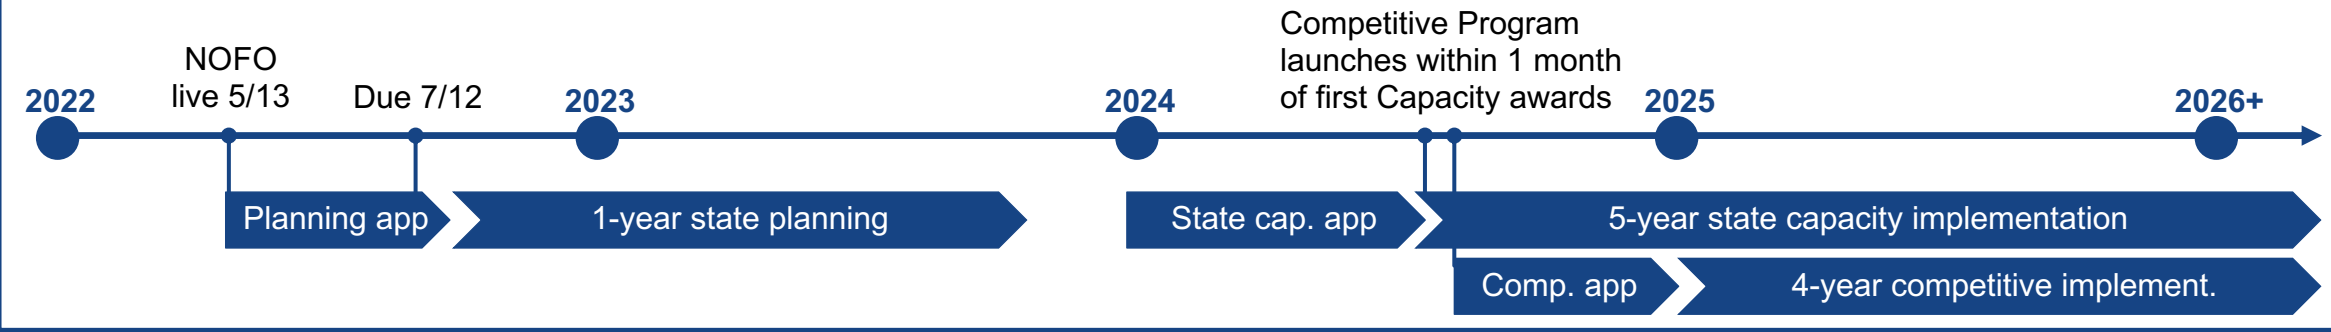 Competitive Program
launches within 1 month
of first Capacity awards
NOFO
live 5/13
Due 7/12
2022
2023
2024
2025
2026+
Planning app
1-year state planning
State cap. app
5-year state capacity implementation
Comp. app
4-year competitive implement.